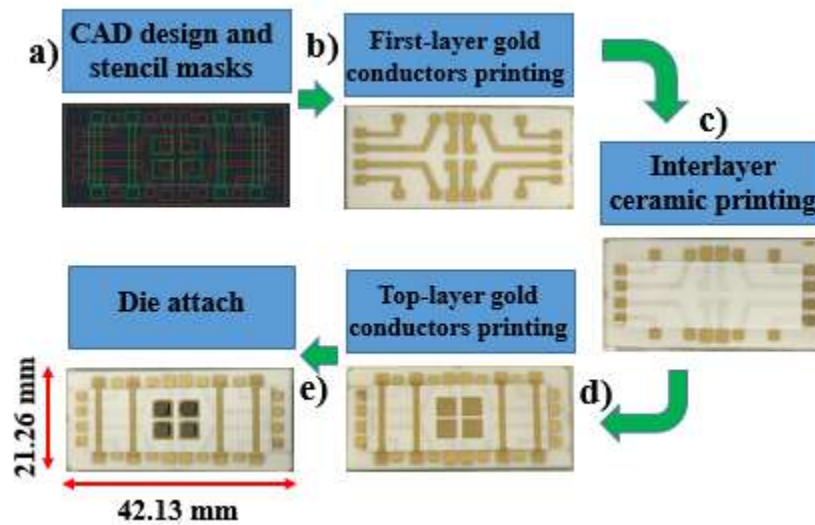 a)
CAD design and
stencil masks
b)
First-layer gold
conductors printing
c)
Interlayer
ceramic printing
Die attach
Top-layer gold
conductors printing
e)
d)
21.26 mm
42.13 mm